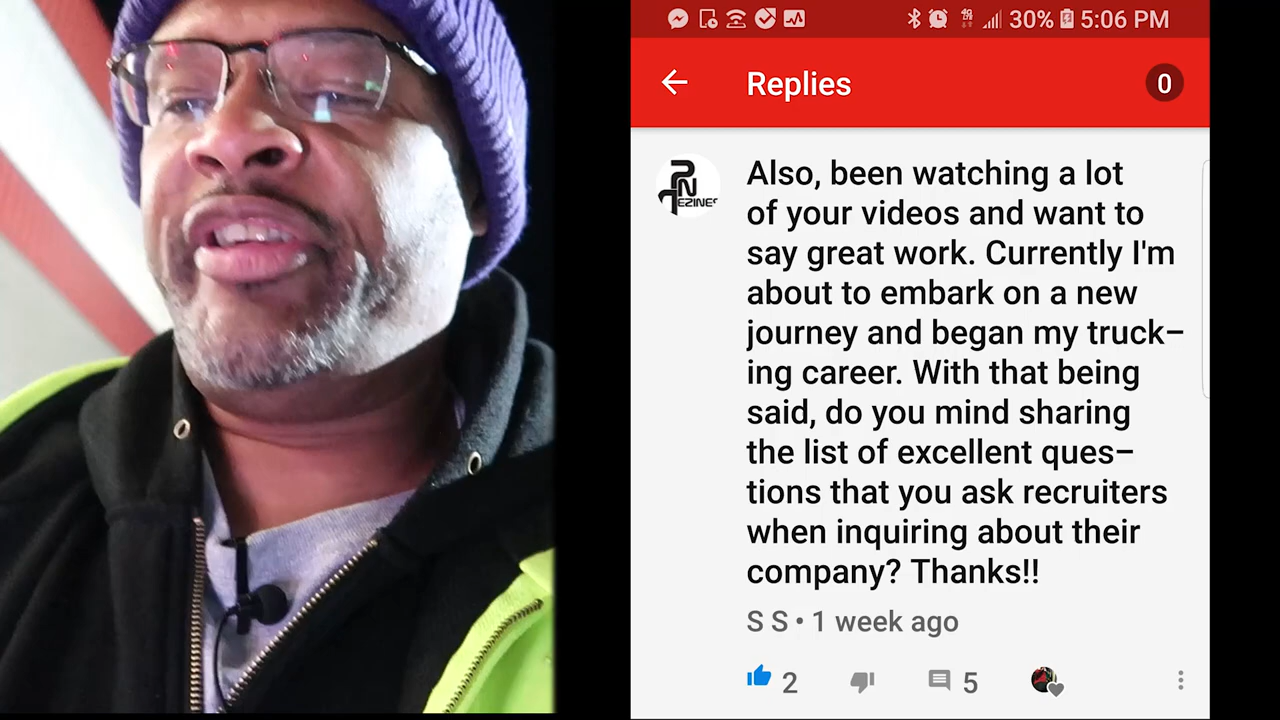 30% 5:06 PM
Replies
0
Also, been watching a lot
of your videos and want to
say great work. Currently I'm
about to embark on a new
journey and began my truck–
ing career. With that being
said, do you mind sharing
the list of excellent ques–
tions that you ask recruiters
when inquiring about their
company? Thanks!!
S S • 1 week ago
2
5